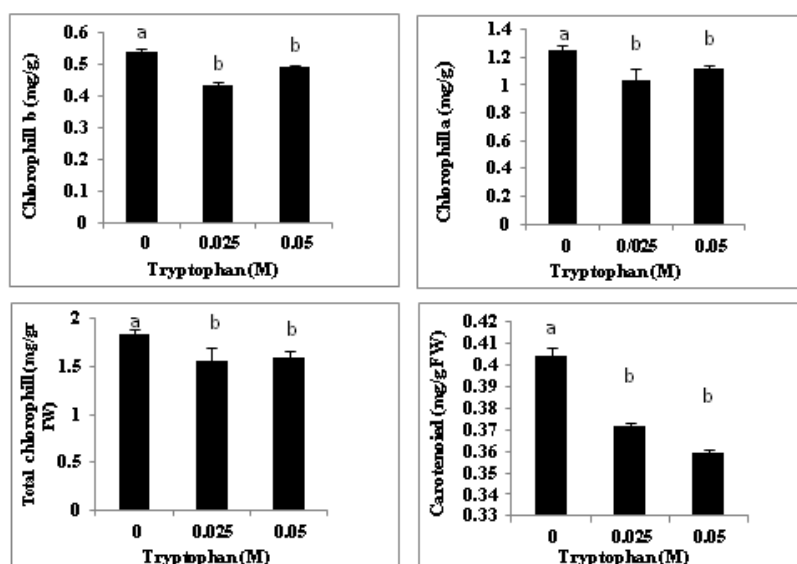 Chlorophill b (mg/g)
0.6
0.5
0.4
0.3
0.2
0.1
0
a
b
b
0 0.025 0.05
Tryptophan (M)
Chlorophill a (mg/g)
1.4
1.2
1
0.8
0.6
0.4
0.2
0
a
b
b
0 0/025 0.05
Tryptophan (M)
Total chlorophill (mg/gr
FW)
2
1.5
1
0.5
0
a
b
b
0 0.025 0.05
Tryptophan (M)
Carotenoied (mg/g FW)
0.42
0.41
0.4
0.39
0.38
0.37
0.36
0.35
0.34
0.33
a
b
b
0 0.025 0.05
Tryptophan (M)